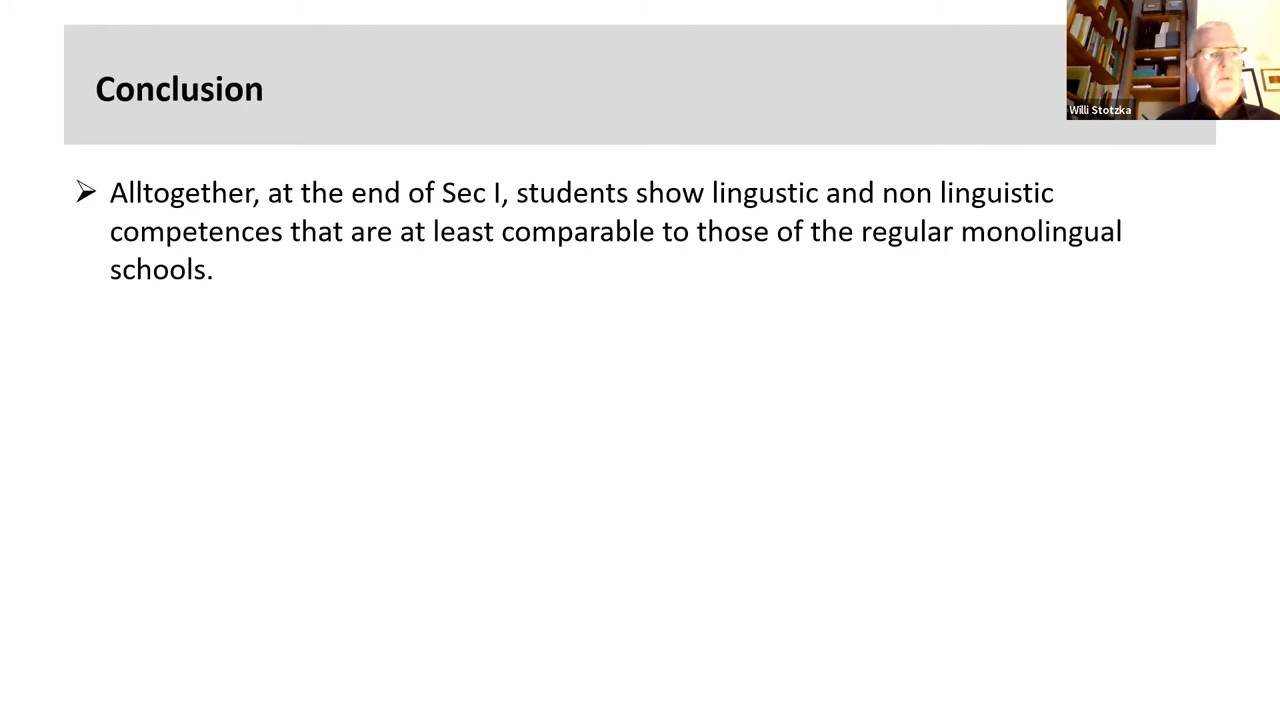 Conclusion
Willi Stotzka
➢ Alltogether, at the end of Sec I, students show lingustic and non linguistic
competences that are at least comparable to those of the regular monolingual
schools.